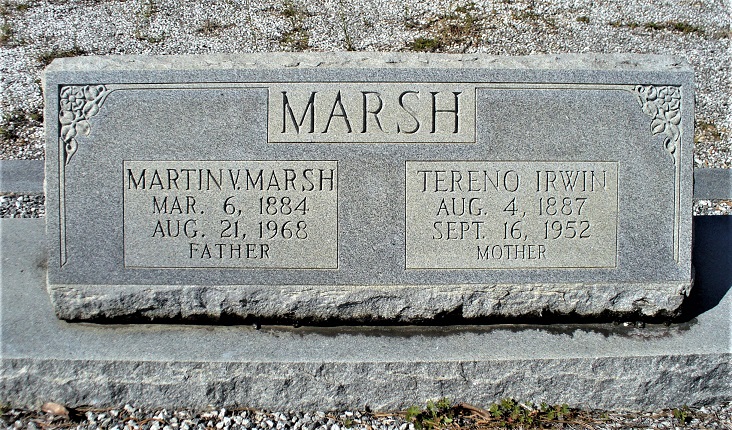 MARSH
MARTIN V. MARSH
MAR. 6, 1884
AUG. 21, 1968
FATHER
TERENO IRWIN
AUG. 4, 1887
SEPT. 16, 1952
MOTHER